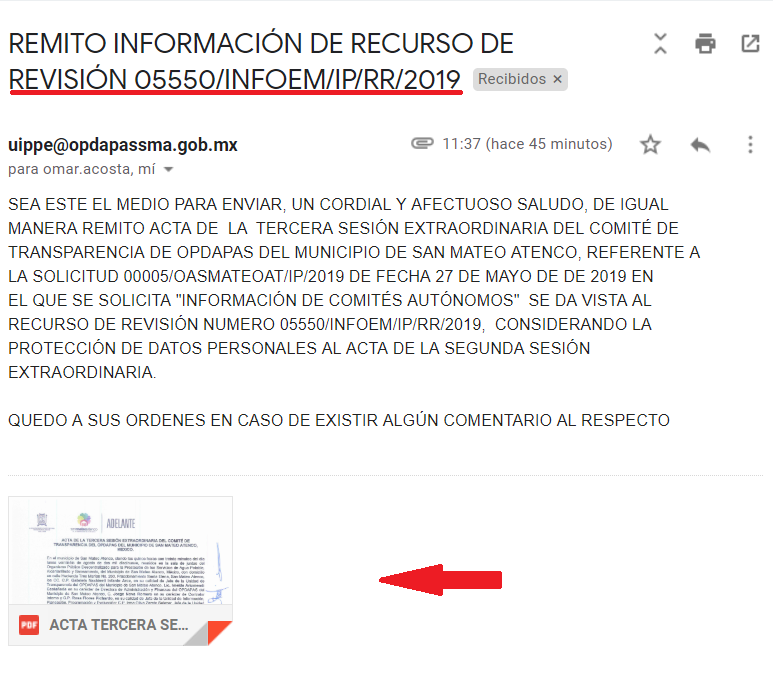 REMITO INFORMACIÓN DE RECURSO DE
REVISIÓN 05550/INFOEM/IP/RR/2019 Recibidos ×
uippe@opdapassma.gob.mx 11:37 (hace 45 minutos)
para omar.acosta, mí
SEA ESTE EL MEDIO PARA ENVIAR, UN CORDIAL Y AFECTUOSO SALUDO, DE IGUAL
MANERA REMITO ACTA DE LA TERCERA SESIÓN EXTRAORDINARIA DEL COMITÉ DE
TRANSPARENCIA DE OPDAPAS DEL MUNICIPIO DE SAN MATEO ATENCO, REFERENTE A
LA SOLICITUD 00005/OASMATEOAT/IP/2019 DE FECHA 27 DE MAYO DE DE 2019 EN
EL QUE SE SOLICITA "INFORMACIÓN DE COMITÉS AUTÓNOMOS" SE DA VISTA AL
RECURSO DE REVISIÓN NUMERO 05550/INFOEM/IP/RR/2019, CONSIDERANDO LA
PROTECCIÓN DE DATOS PERSONALES AL ACTA DE LA SEGUNDA SESIÓN
EXTRAORDINARIA.
QUEDO A SUS ORDENES EN CASO DE EXISTIR ALGÚN COMENTARIO AL RESPECTO
ADELANTE
ACTA DE LA TERCERA SESIÓN EXTRAORDINARIA DEL COMITÉ DE
TRANSPARENCIA DEL OPDAPAS DEL MUNICIPIO DE SAN MATEO ATENCO,
MÉXICO.
PDF ACTA TERCERA SE...